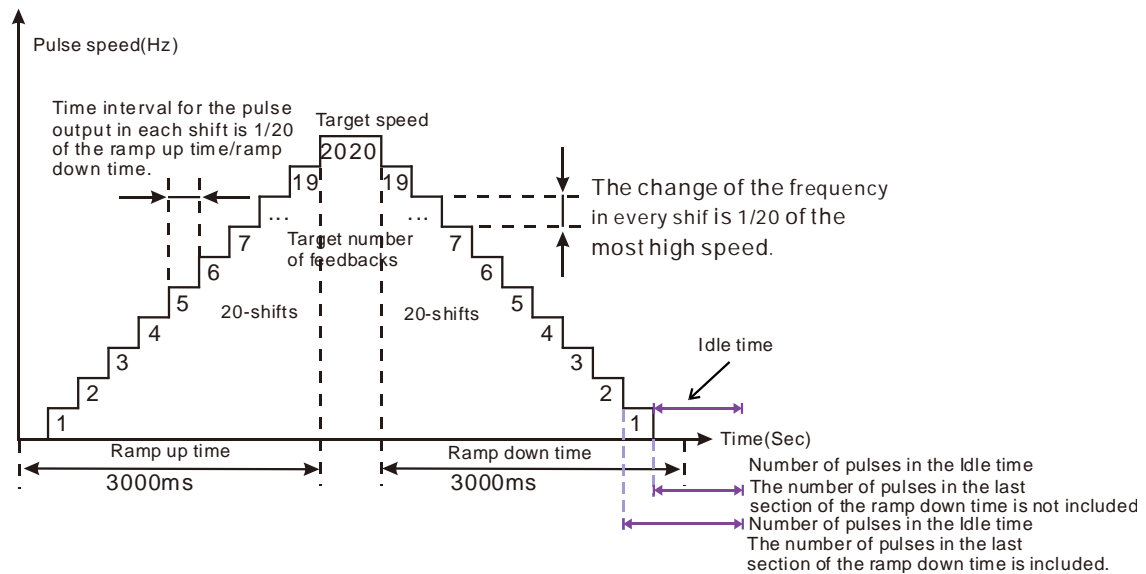 Pulse speed(Hz)
Time interval for the pulse
output in each shift is 1/20
of the ramp up time/ramp
down time.
Target speed
2020
19
19
...
...
7
7
6
6
5
5
4
4
3
3
2
2
1
1
Target number
of feedbacks
20-shifts
20-shifts
The change of the frequency
in every shif is 1/20 of the
most high speed.
Idle time
Time(Sec)
Ramp up time
3000ms
Ramp down time
3000ms
Number of pulses in the Idle time
The number of pulses in the last
section of the ramp down time is not included
Number of pulses in the Idle time
The number of pulses in the last
section of the ramp down time is included.